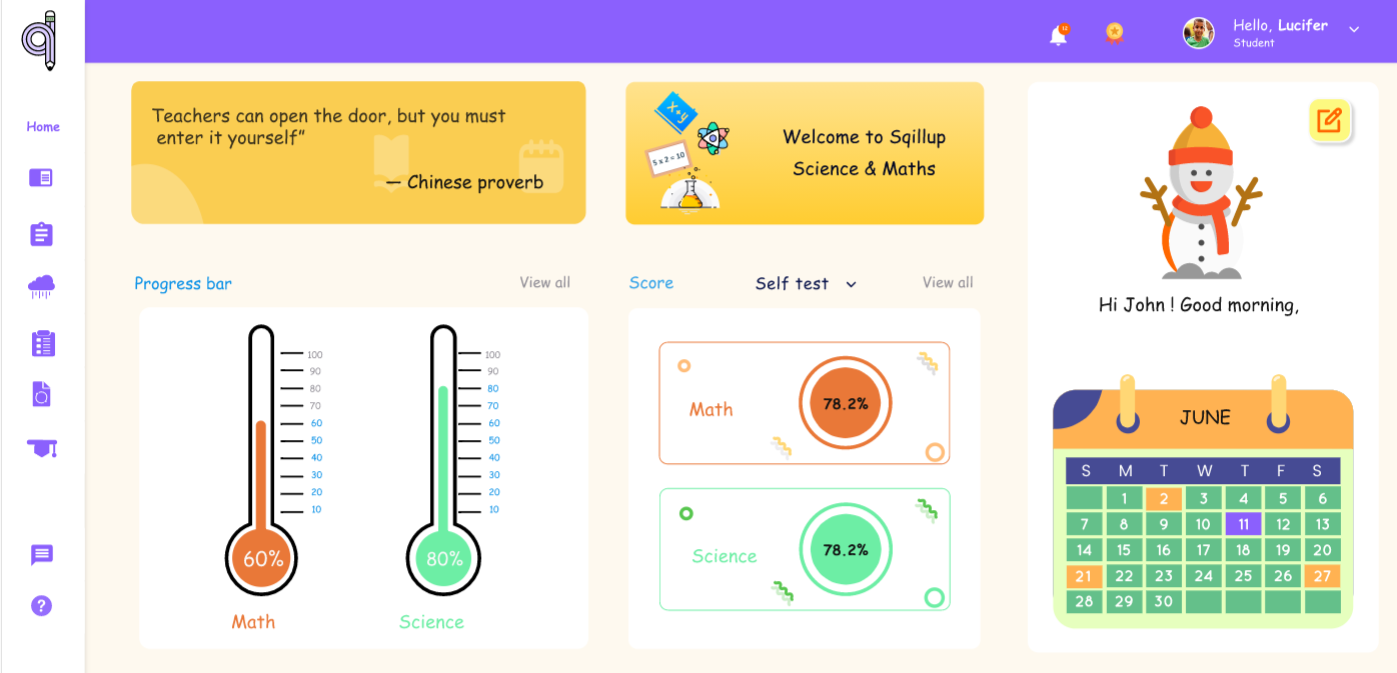 Hello, Lucifer
Student
Home
Teachers can open the door, but you must
enter it yourself”
— Chinese proverb
X+y
5 x 2 = 10
Welcome to Sqillup
Science & Maths
Hi John ! Good morning,
Progress bar
View all
100
90
80
70
60
50
40
30
20
10
60%
Math
100
90
80
70
60
50
40
30
20
10
80%
Science
Score
Self test
View all
Math
78.2%
Science
78.2%
JUNE
S M T W T F S
1 2 3 4 5 6
7 8 9 10 11 12 13
14 15 16 17 18 19 20
21 22 23 24 25 26 27
28 29 30
?